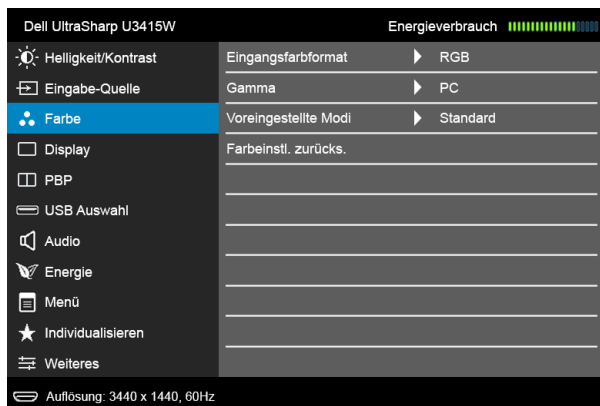 Dell UltraSharp U3415W Energieverbrauch
Helligkeit/Kontrast Eingangsfarbformat RGB
Eingabe-Quelle Gamma PC
Farbe Voreingestellte Modi Standard
Display Farbeinstl. zurücks.
PBP
USB Auswahl
Audio
Energie
Menü
Individualisieren
Weiteres
Auflösung: 3440 x 1440, 60Hz